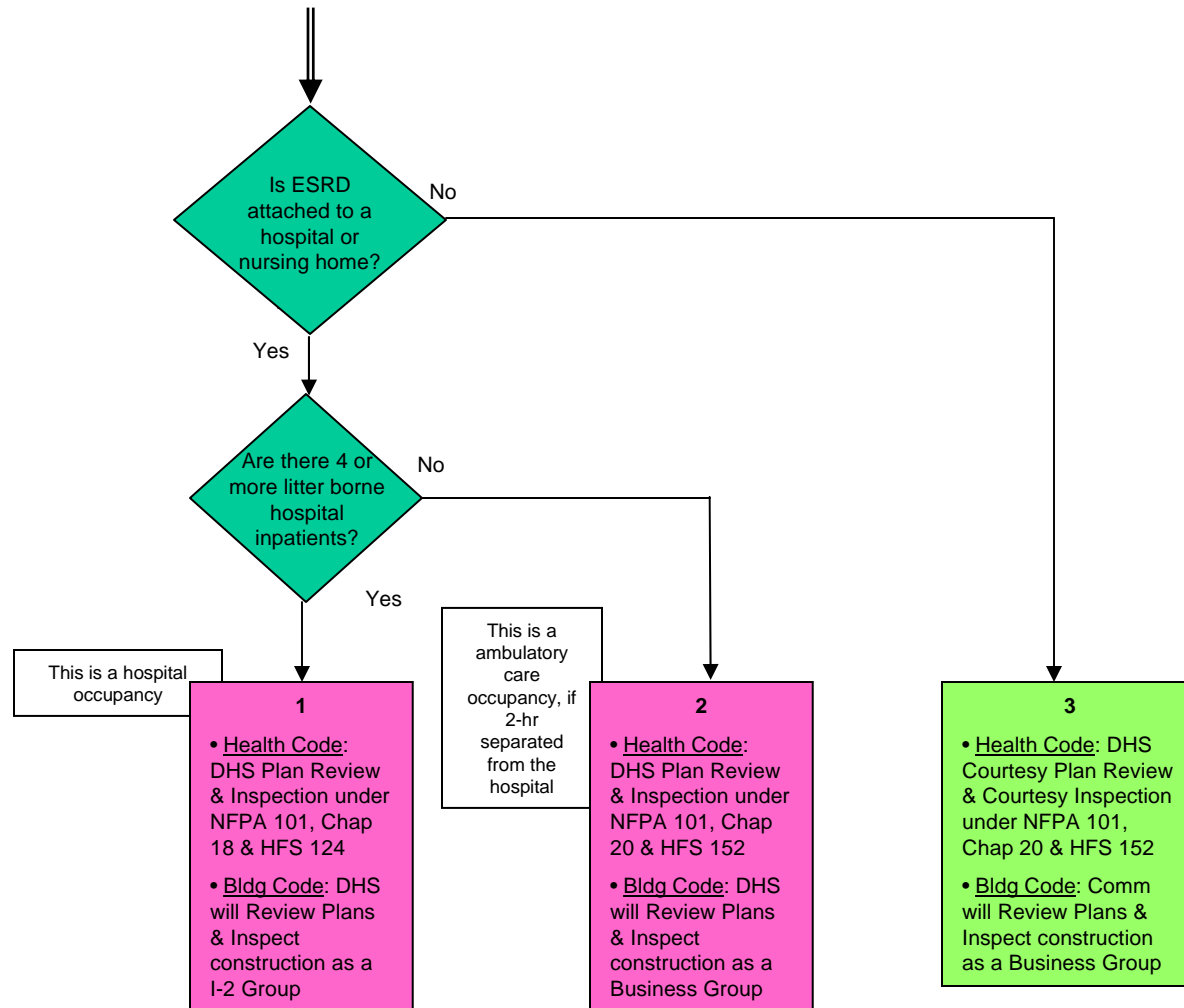 Is ESRD
attached to a
hospital or
nursing home?
No
Yes
Are there 4 or
more litter borne
hospital
inpatients?
No
Yes
This is a hospital
occupancy
This is a
ambulatory
care
occupancy, if
2-hr
separated
from the
hospital
1
• Health Code:
DHS Plan Review
& Inspection under
NFPA 101, Chap
18 & HFS 124
• Bldg Code: DHS
will Review Plans
& Inspect
construction as a
I-2 Group
2
• Health Code:
DHS Plan Review
& Inspection under
NFPA 101, Chap
20 & HFS 152
• Bldg Code: DHS
will Review Plans
& Inspect
construction as a
Business Group
3
• Health Code: DHS
Courtesy Plan Review
& Courtesy Inspection
under NFPA 101,
Chap 20 & HFS 152
• Bldg Code: Comm
will Review Plans &
Inspect construction
as a Business Group